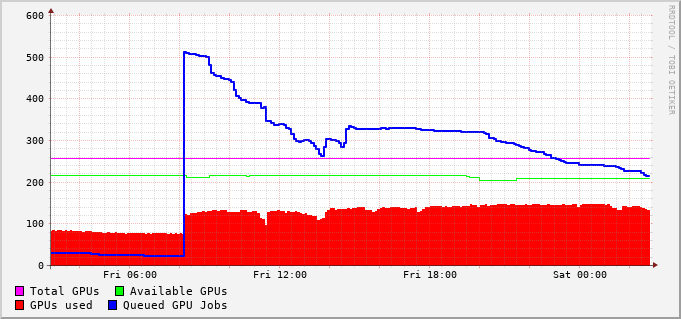 600
500
400
300
200
100
0
Fri 06:00 Fri 12:00 Fri 18:00 Sat 00:00
Total GPUs Available GPUs
GPUs used Queued GPU Jobs
RRDTOOL / TOBI OETIKER